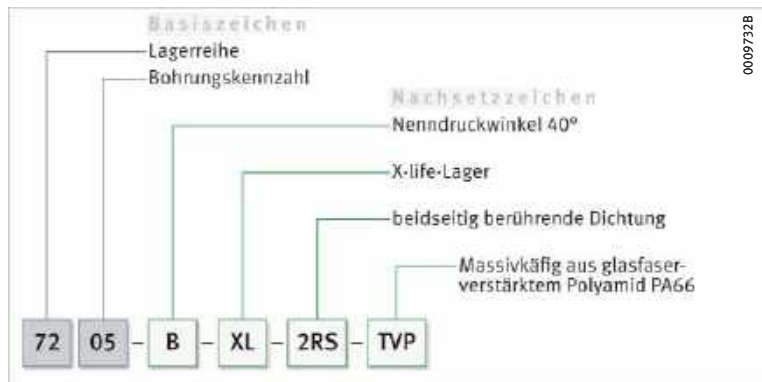 Basiszeichen
Lagerreihe
Bohrungskennzahl
Nachsetzzeichen
Nenndruckwinkel 40°
X-life-Lager
beidseitig berührende Dichtung
Massivkäfig aus glasfaser-
verstärktem Polyamid PA66
72 05 – B – XL – 2RS – TVP
0009732B